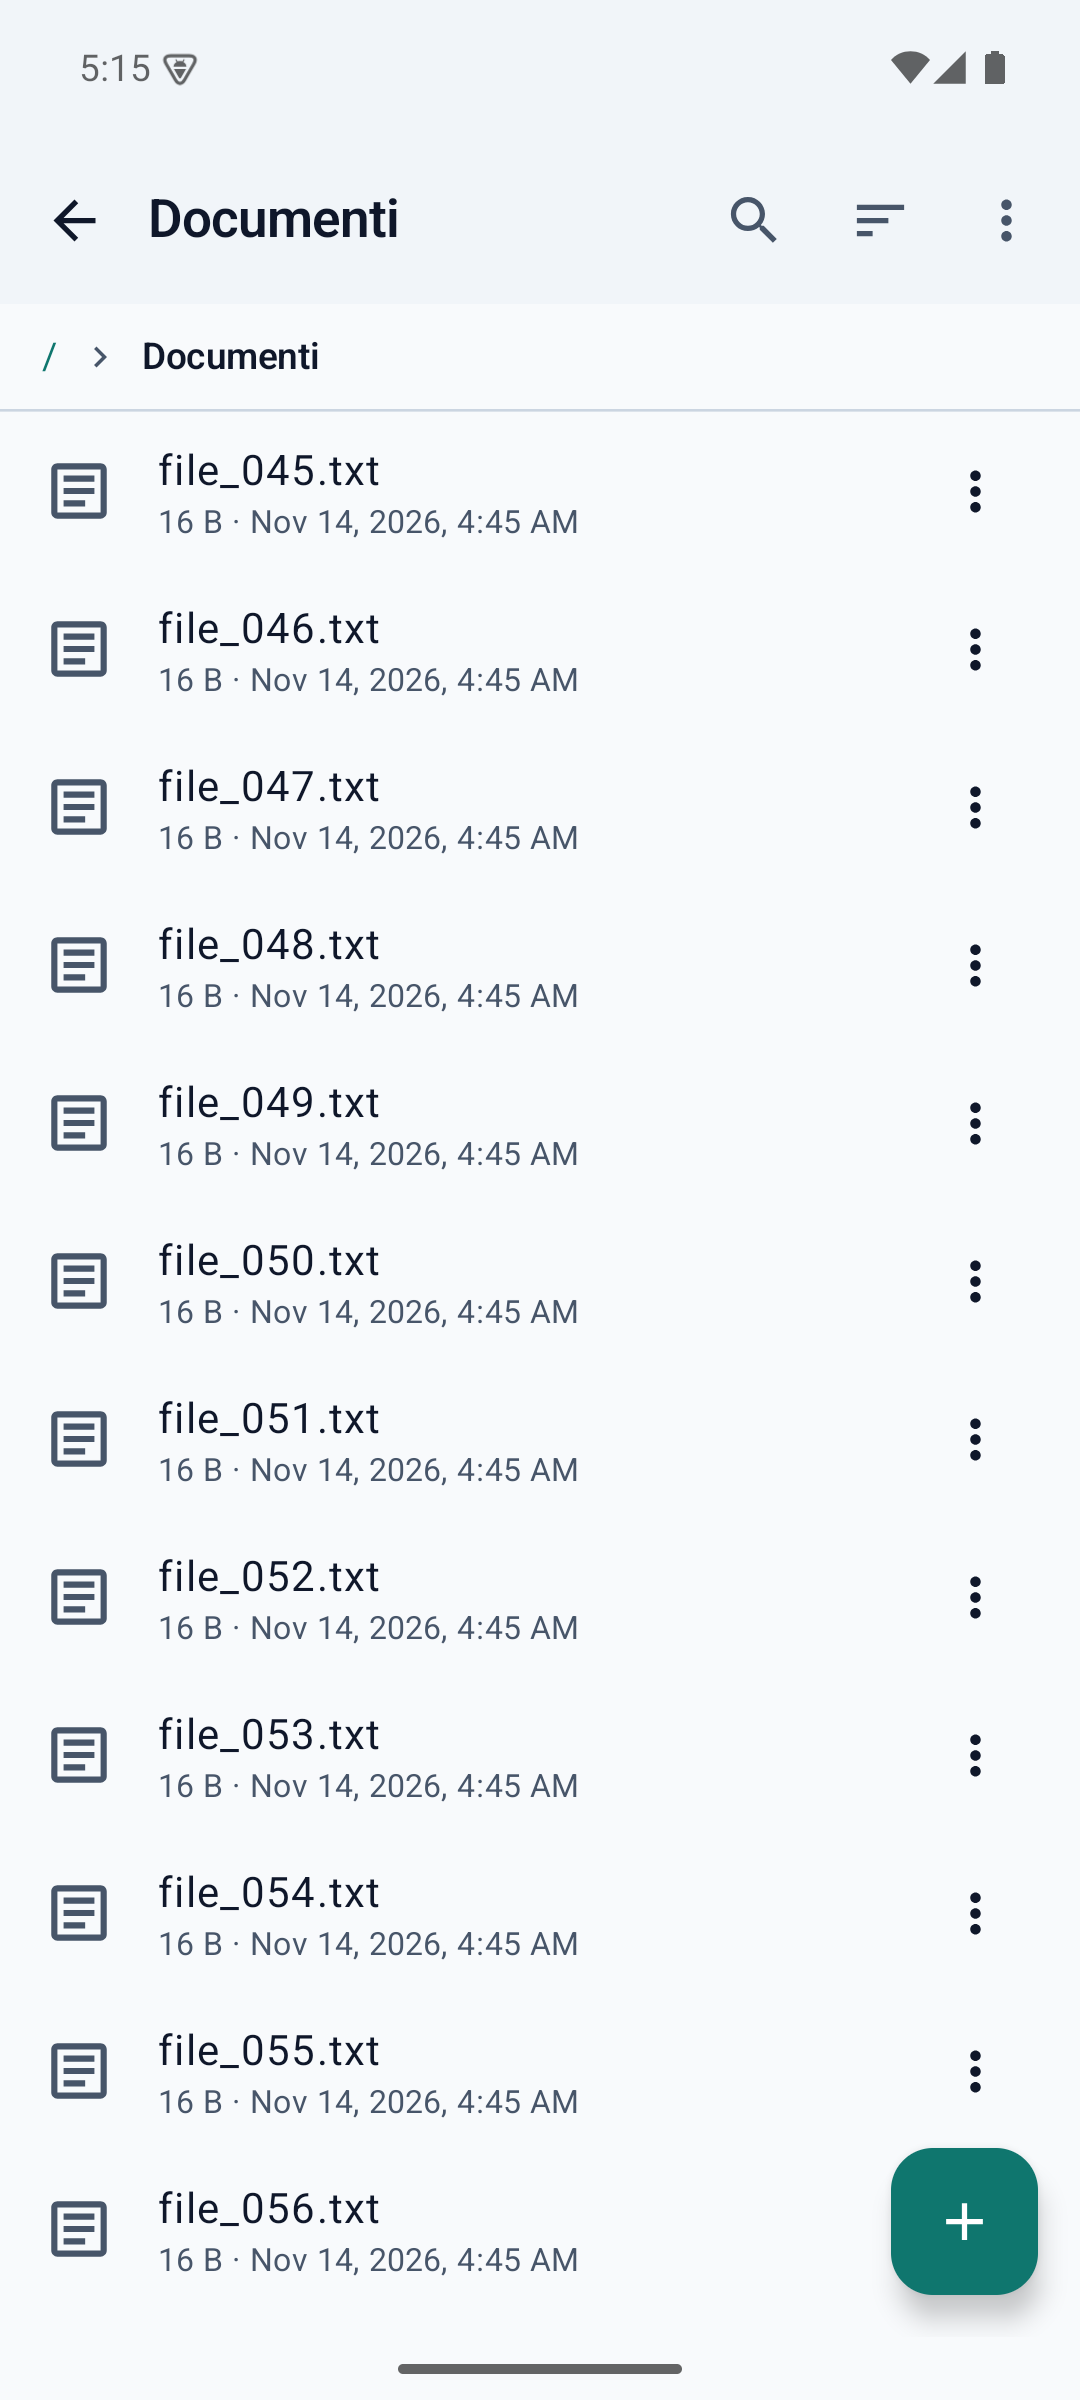 5:15
Documenti
/ > Documenti
file_045.txt
16 B · Nov 14, 2026, 4:45 AM
file_046.txt
16 B · Nov 14, 2026, 4:45 AM
file_047.txt
16 B · Nov 14, 2026, 4:45 AM
file_048.txt
16 B · Nov 14, 2026, 4:45 AM
file_049.txt
16 B · Nov 14, 2026, 4:45 AM
file_050.txt
16 B · Nov 14, 2026, 4:45 AM
file_051.txt
16 B · Nov 14, 2026, 4:45 AM
file_052.txt
16 B · Nov 14, 2026, 4:45 AM
file_053.txt
16 B · Nov 14, 2026, 4:45 AM
file_054.txt
16 B · Nov 14, 2026, 4:45 AM
file_055.txt
16 B · Nov 14, 2026, 4:45 AM
file_056.txt
16 B · Nov 14, 2026, 4:45 AM